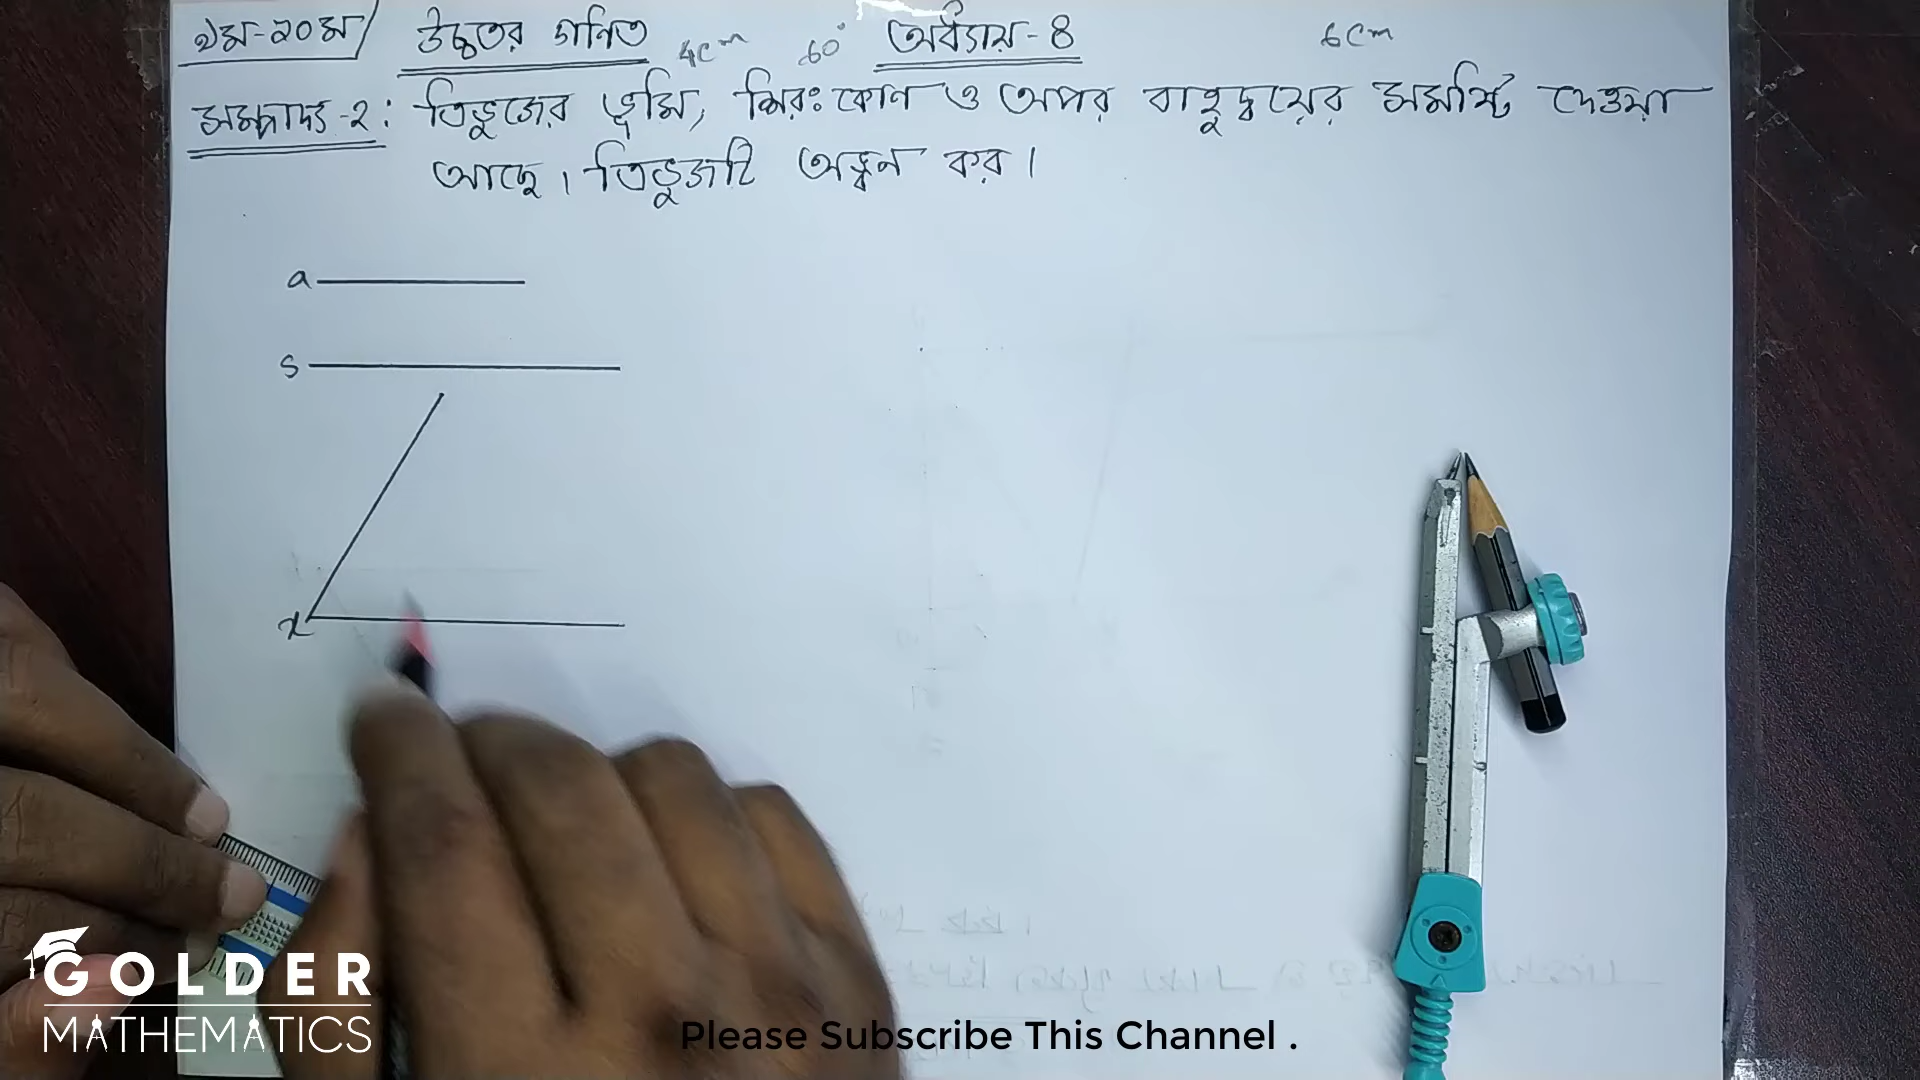 ৯ম-১০ম / উচ্চতর গণিত অধ্যায়-৪
4cm 60° 6cm
সম্পাদ্য-২: ত্রিভুজের ভূমি, শিরঃকোণ ও অপর বাহুদ্বয়ের সমষ্টি দেওয়া
আছে। ত্রিভুজটি অঙ্কন কর।
a
s
x
GOLDER
MATHEMATICS
Please Subscribe This Channel .